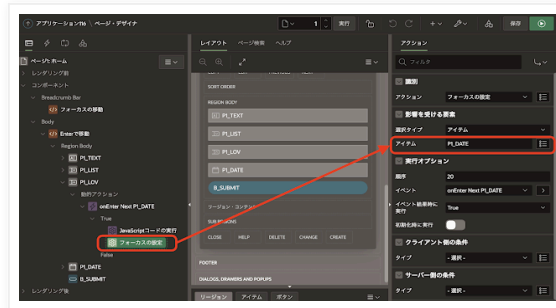 アプリケーション116 \ ページ・デザイナ
1
実行
保存
ページ1: ホーム
レンダリング前
コンポーネント
Breadcrumb Bar
フォーカスの移動
Body
Enterで移動
Region Body
P1_TEXT
P1_LIST
P1_LOV
動的アクション
onEnter Next P1_DATE
True
JavaScriptコードの実行
フォーカスの設定
False
P1_DATE
B_SUBMIT
レンダリング後
レイアウト ページ検索 ヘルプ
SORT ORDER
REGION BODY
P1_TEXT
P1_LIST
P1_LOV
P1_DATE
B_SUBMIT
リージョン・コンテンツ
SUB REGIONS
CLOSE HELP DELETE CHANGE CREATE
FOOTER
DIALOGS, DRAWERS AND POPUPS
リージョン アイテム ボタン
アクション
フィルタ
識別
アクション フォーカスの設定
影響を受ける要素
選択タイプ アイテム
アイテム P1_DATE
実行オプション
順序 20
イベント onEnter Next P1_DATE
イベント結果時に実行 True
初期化時に実行
クライアント側の条件
タイプ - 選択 -
サーバー側の条件
タイプ - 選択 -